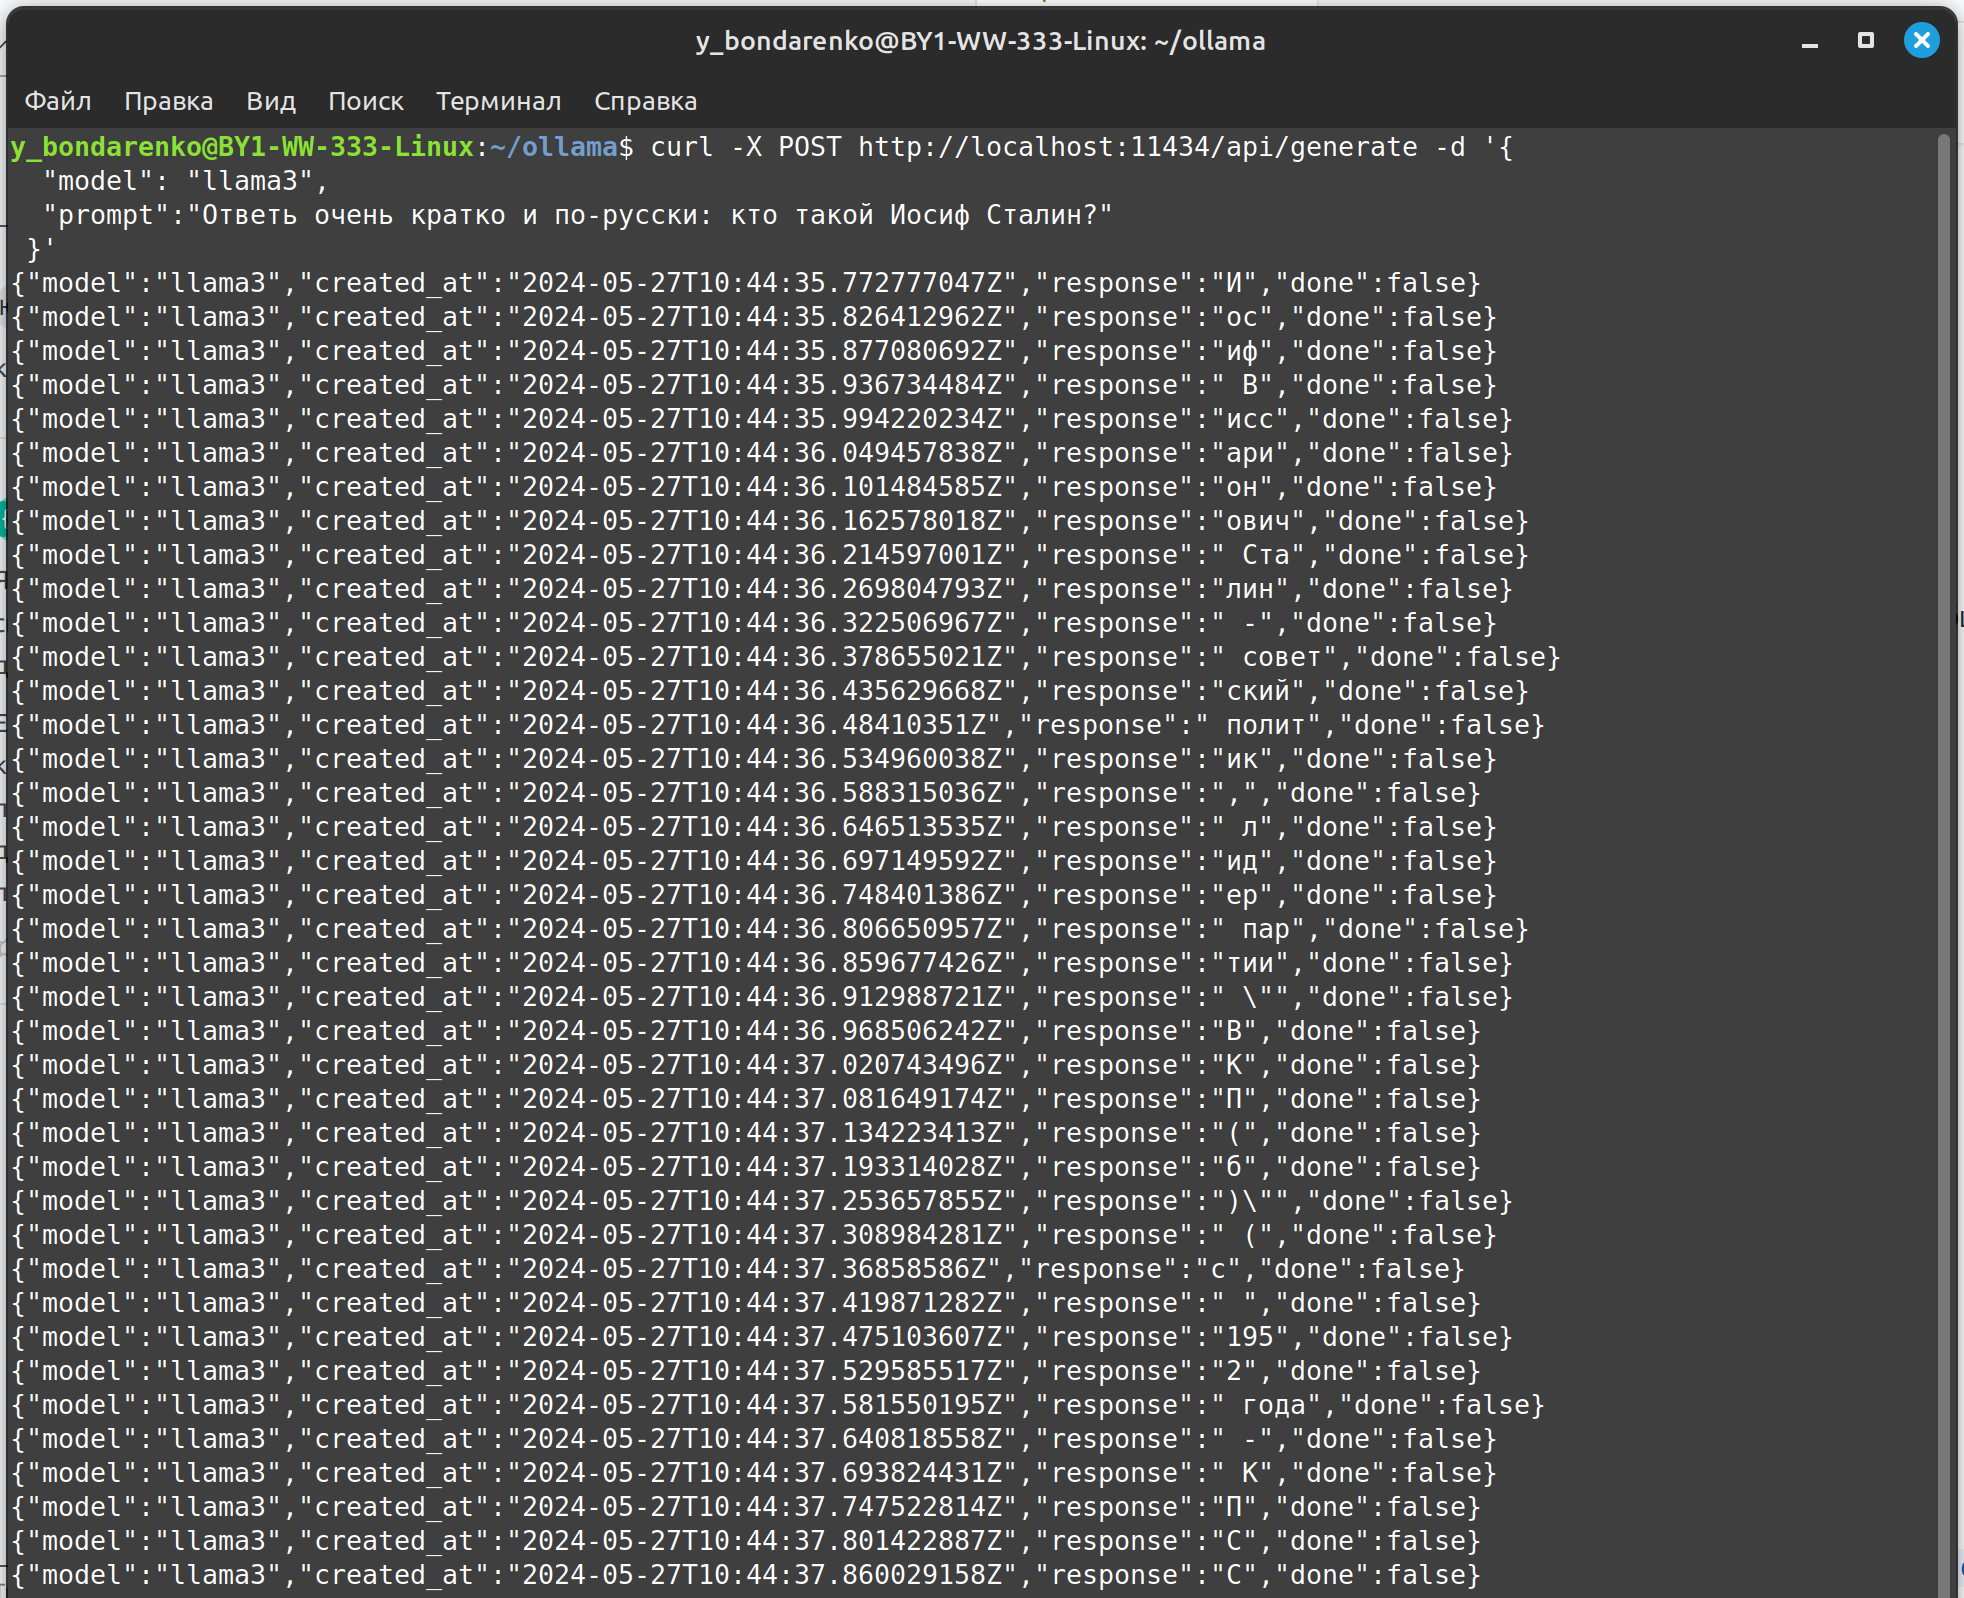 y_bondarenko@BY1-WW-333-Linux: ~/ollama
Файл Правка Вид Поиск Терминал Справка
y_bondarenko@BY1-WW-333-Linux:~/ollama$ curl -X POST http://localhost:11434/api/generate -d '{
  "model": "llama3",
  "prompt":"Ответь очень кратко и по-русски: кто такой Иосиф Сталин?"
 }'
{"model":"llama3","created_at":"2024-05-27T10:44:35.772777047Z","response":"И","done":false}
{"model":"llama3","created_at":"2024-05-27T10:44:35.826412962Z","response":"ос","done":false}
{"model":"llama3","created_at":"2024-05-27T10:44:35.877080692Z","response":"иф","done":false}
{"model":"llama3","created_at":"2024-05-27T10:44:35.936734484Z","response":" В","done":false}
{"model":"llama3","created_at":"2024-05-27T10:44:35.994220234Z","response":"исс","done":false}
{"model":"llama3","created_at":"2024-05-27T10:44:36.049457838Z","response":"ари","done":false}
{"model":"llama3","created_at":"2024-05-27T10:44:36.101484585Z","response":"он","done":false}
{"model":"llama3","created_at":"2024-05-27T10:44:36.162578018Z","response":"ович","done":false}
{"model":"llama3","created_at":"2024-05-27T10:44:36.214597001Z","response":" Ста","done":false}
{"model":"llama3","created_at":"2024-05-27T10:44:36.269804793Z","response":"лин","done":false}
{"model":"llama3","created_at":"2024-05-27T10:44:36.322506967Z","response":" -","done":false}
{"model":"llama3","created_at":"2024-05-27T10:44:36.378655021Z","response":" совет","done":false}
{"model":"llama3","created_at":"2024-05-27T10:44:36.435629668Z","response":"ский","done":false}
{"model":"llama3","created_at":"2024-05-27T10:44:36.48410351Z","response":" полит","done":false}
{"model":"llama3","created_at":"2024-05-27T10:44:36.534960038Z","response":"ик","done":false}
{"model":"llama3","created_at":"2024-05-27T10:44:36.588315036Z","response":",","done":false}
{"model":"llama3","created_at":"2024-05-27T10:44:36.646513535Z","response":" л","done":false}
{"model":"llama3","created_at":"2024-05-27T10:44:36.697149592Z","response":"ид","done":false}
{"model":"llama3","created_at":"2024-05-27T10:44:36.748401386Z","response":"ер","done":false}
{"model":"llama3","created_at":"2024-05-27T10:44:36.806650957Z","response":" пар","done":false}
{"model":"llama3","created_at":"2024-05-27T10:44:36.859677426Z","response":"тии","done":false}
{"model":"llama3","created_at":"2024-05-27T10:44:36.912988721Z","response":" \"","done":false}
{"model":"llama3","created_at":"2024-05-27T10:44:36.968506242Z","response":"В","done":false}
{"model":"llama3","created_at":"2024-05-27T10:44:37.020743496Z","response":"К","done":false}
{"model":"llama3","created_at":"2024-05-27T10:44:37.081649174Z","response":"П","done":false}
{"model":"llama3","created_at":"2024-05-27T10:44:37.134223413Z","response":"(","done":false}
{"model":"llama3","created_at":"2024-05-27T10:44:37.193314028Z","response":"б","done":false}
{"model":"llama3","created_at":"2024-05-27T10:44:37.253657855Z","response":")\"","done":false}
{"model":"llama3","created_at":"2024-05-27T10:44:37.308984281Z","response":" (","done":false}
{"model":"llama3","created_at":"2024-05-27T10:44:37.36858586Z","response":"с","done":false}
{"model":"llama3","created_at":"2024-05-27T10:44:37.419871282Z","response":" ","done":false}
{"model":"llama3","created_at":"2024-05-27T10:44:37.475103607Z","response":"195","done":false}
{"model":"llama3","created_at":"2024-05-27T10:44:37.529585517Z","response":"2","done":false}
{"model":"llama3","created_at":"2024-05-27T10:44:37.581550195Z","response":" года","done":false}
{"model":"llama3","created_at":"2024-05-27T10:44:37.640818558Z","response":" -","done":false}
{"model":"llama3","created_at":"2024-05-27T10:44:37.693824431Z","response":" К","done":false}
{"model":"llama3","created_at":"2024-05-27T10:44:37.747522814Z","response":"П","done":false}
{"model":"llama3","created_at":"2024-05-27T10:44:37.801422887Z","response":"С","done":false}
{"model":"llama3","created_at":"2024-05-27T10:44:37.860029158Z","response":"С","done":false}